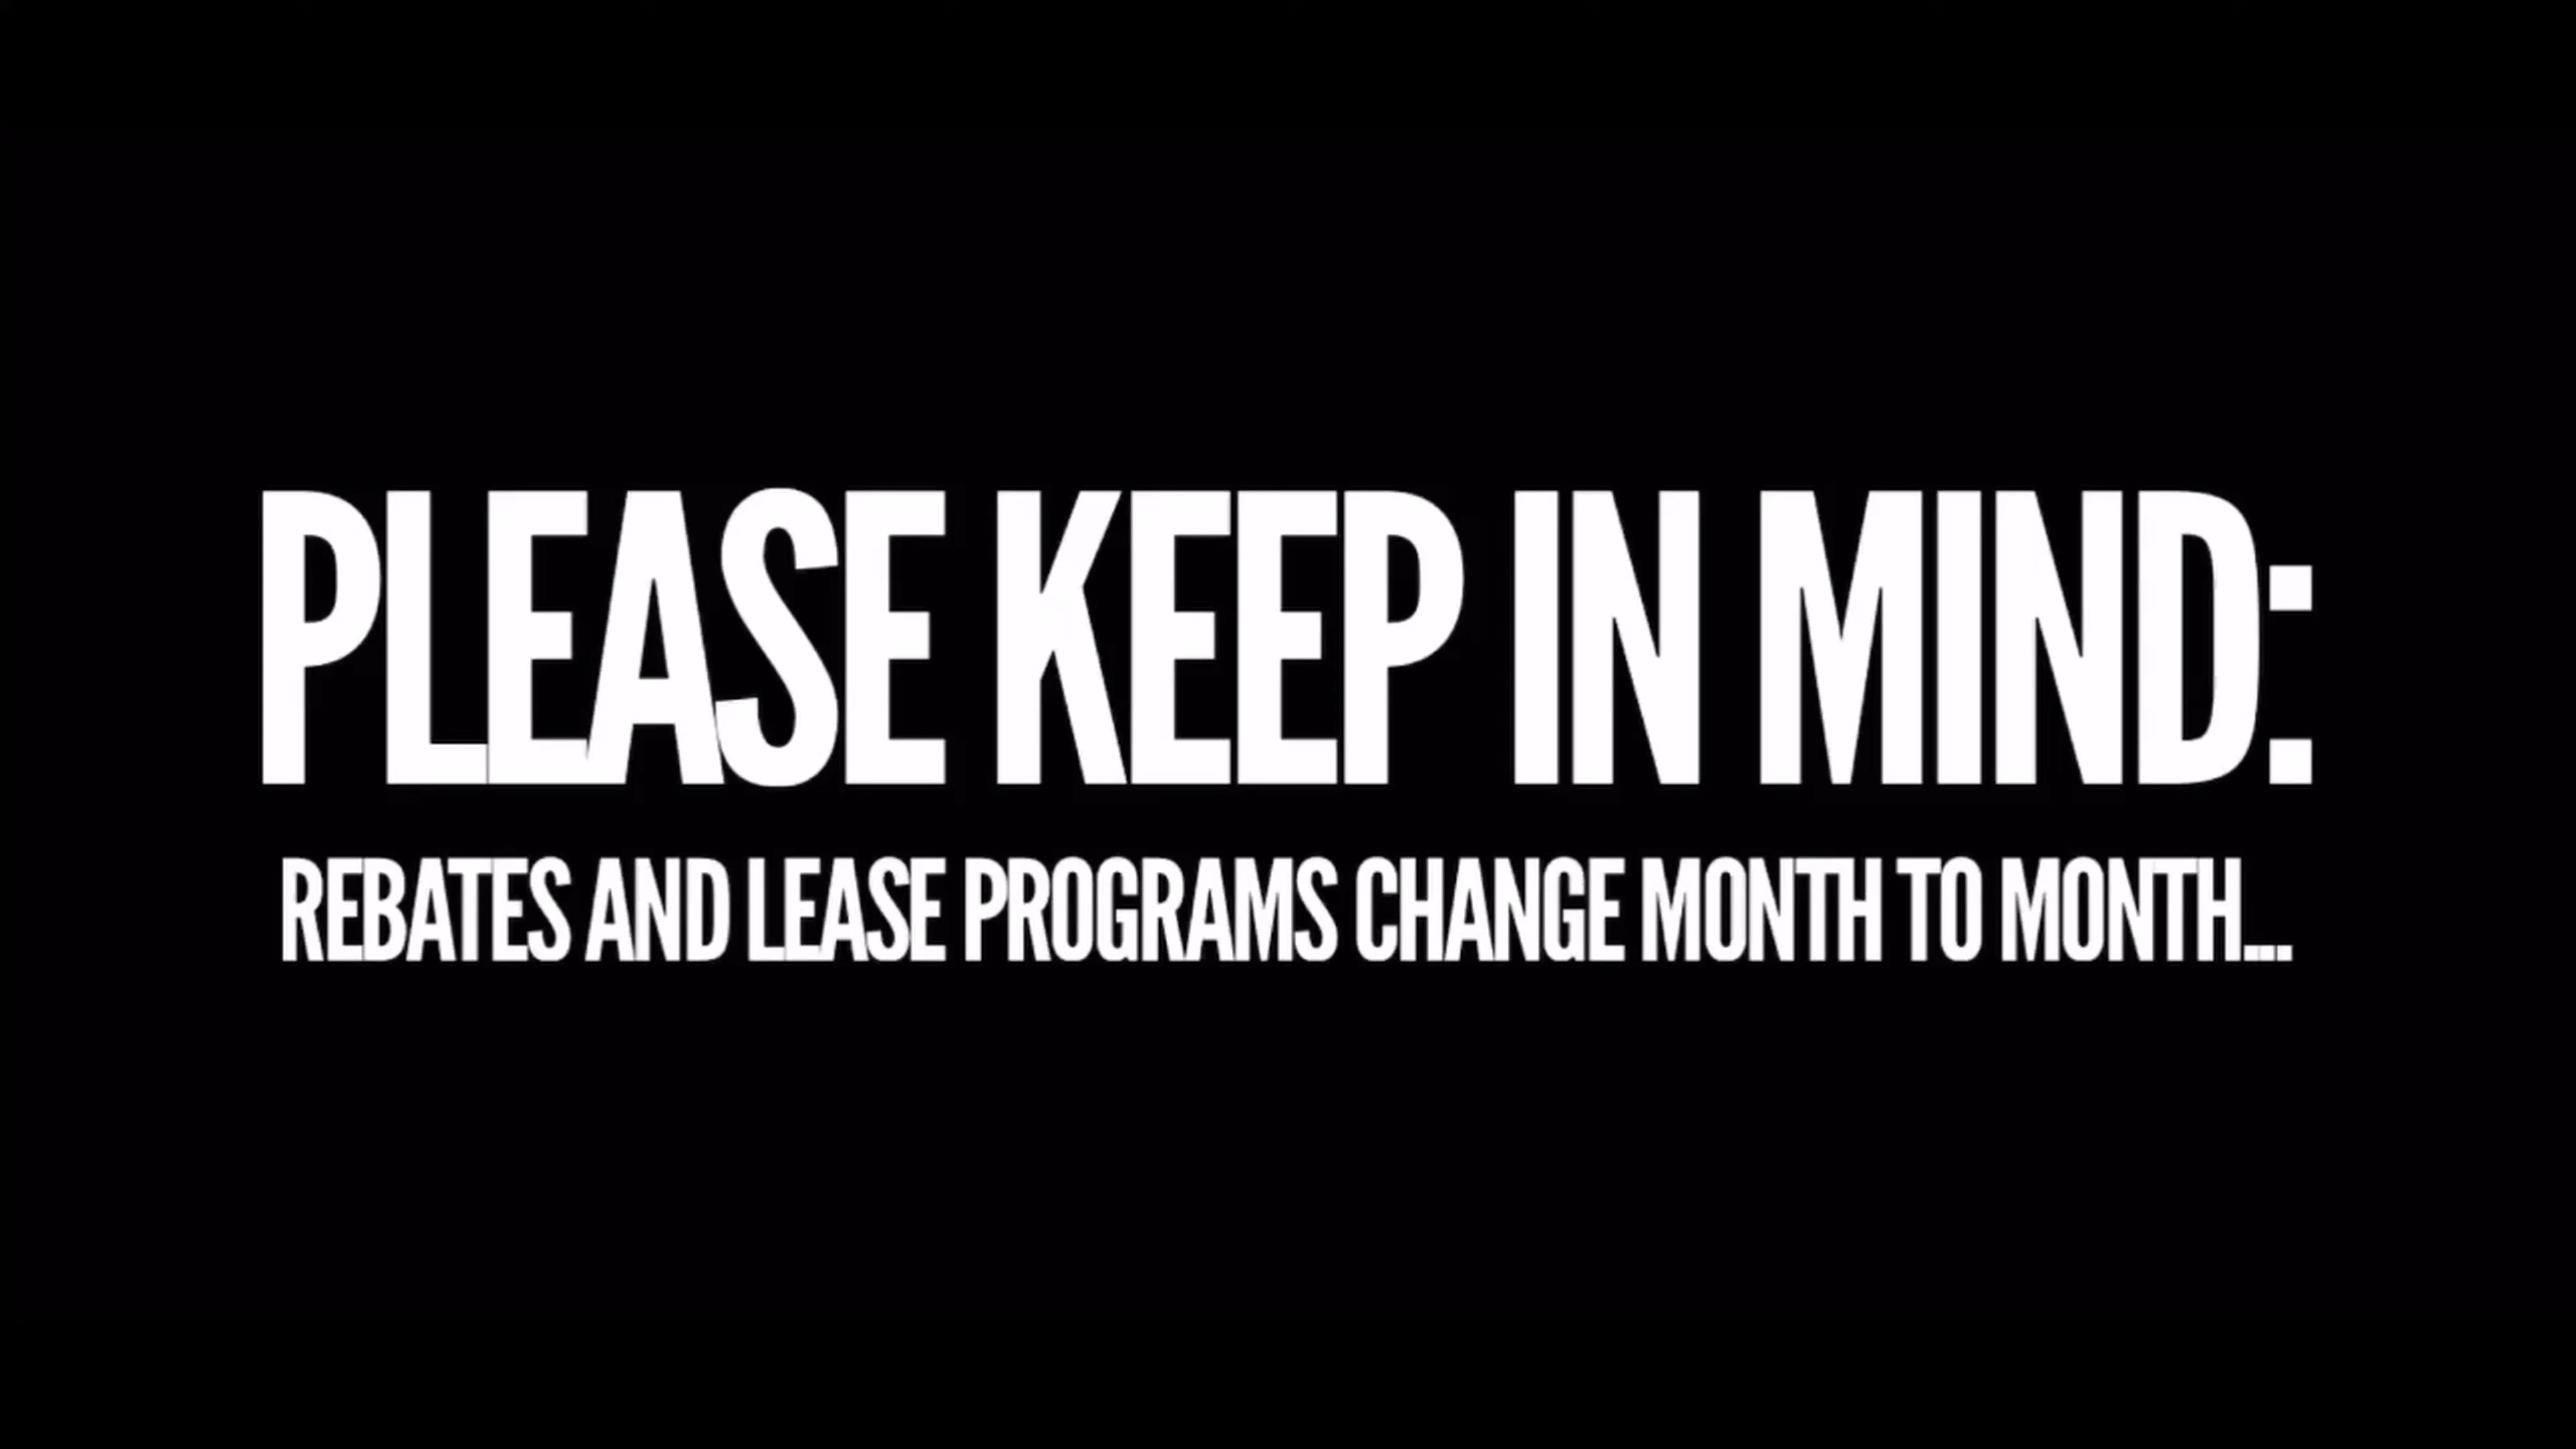 PLEASE KEEP IN MIND:
REBATES AND LEASE PROGRAMS CHANGE MONTH TO MONTH...